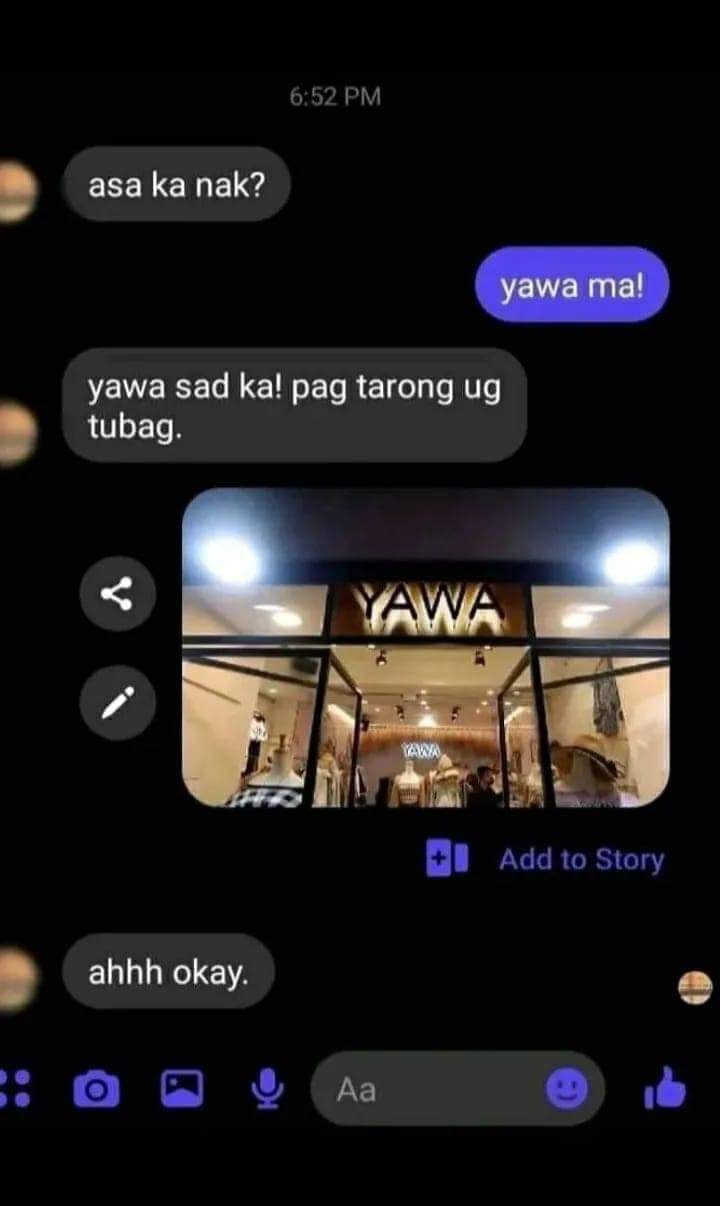 6:52 PM
asa ka nak?
yawa ma!
yawa sad ka! pag tarong ug
tubag.
YAWA
YAWA
Add to Story
ahhh okay.
Aa